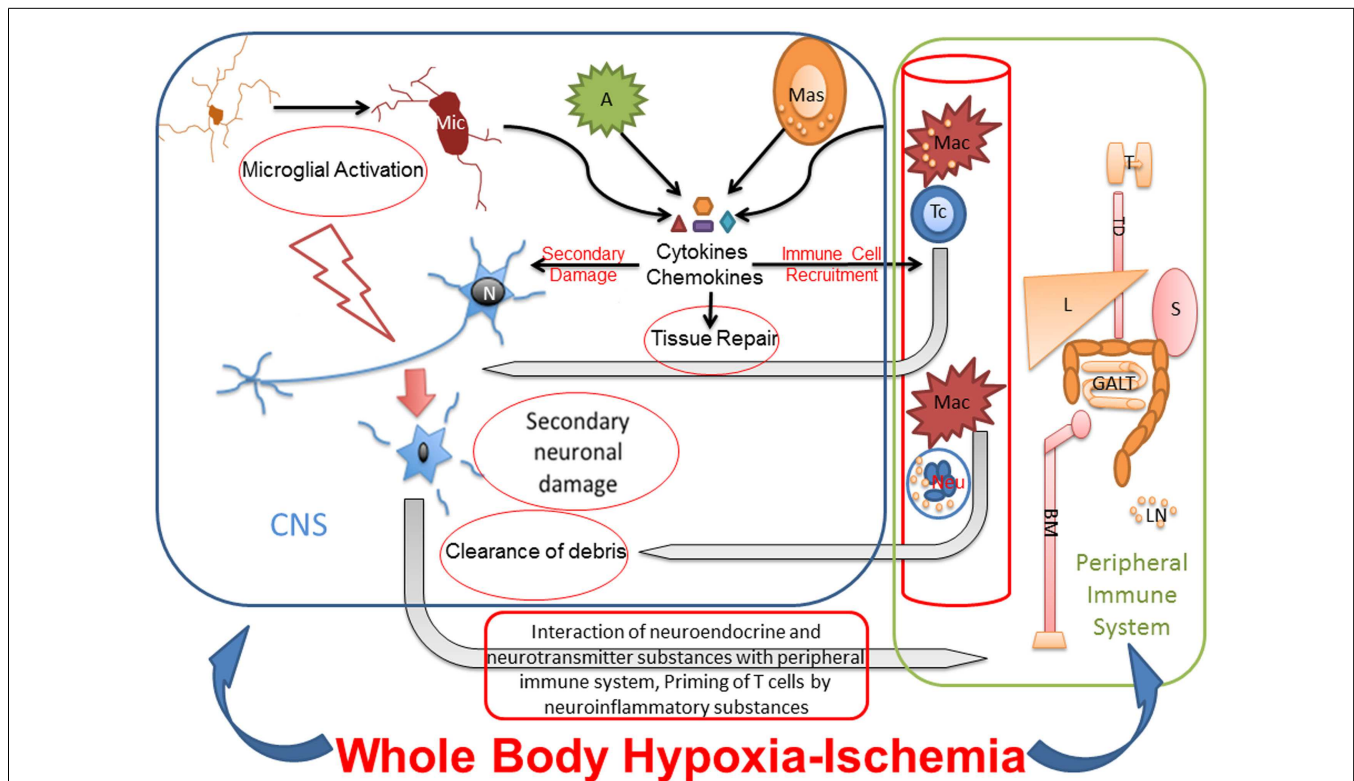 Mic
Microglial Activation
A
Mas
Cytokines
Chemokines
Secondary
Damage
Immune Cell
Recruitment
Tissue Repair
N
Secondary
neuronal
damage
Clearance of debris
CNS
Mac
Tc
Mac
Neu
T
TD
L
S
GALT
BM
LN
Peripheral
Immune
System
Interaction of neuroendocrine and
neurotransmitter substances with peripheral
immune system, Priming of T cells by
neuroinflammatory substances
Whole Body Hypoxia-Ischemia